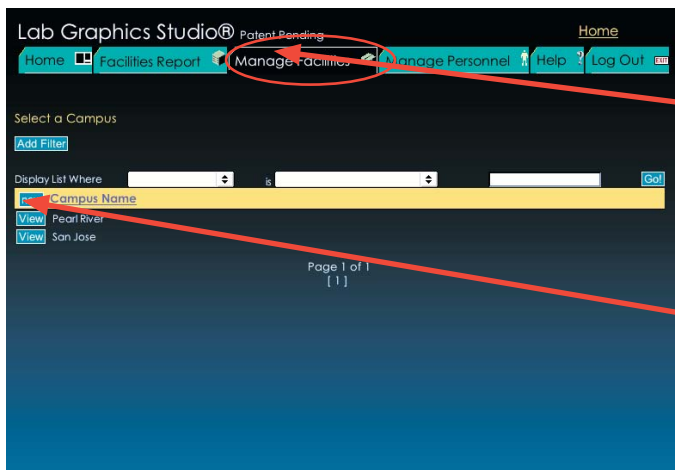 Lab Graphics Studio® Patent Pending
Home
Home Facilities Report Manage Facilities Manage Personnel Help ? Log Out EXIT
Select a Campus
Add Filter
Display List Where is Go!
Campus Name
View Pearl River
View San Jose
Page 1 of 1
[ 1 ]